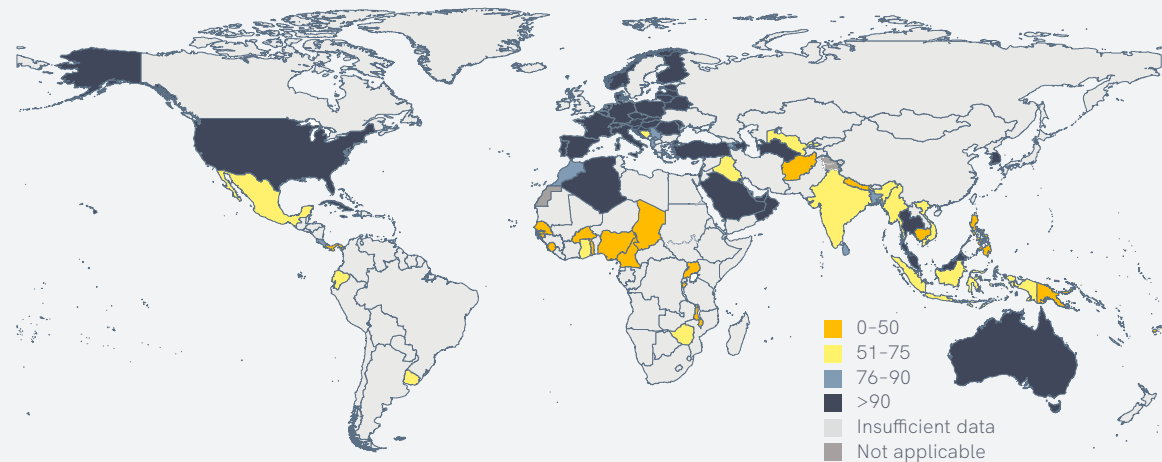 0-50
51-75
76-90
>90
Insufficient data
Not applicable